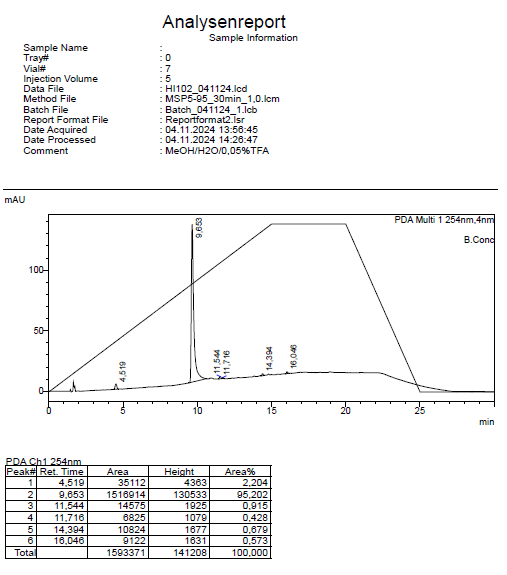 Analysenreport
Sample Information
Sample Name :
Tray# : 0
Vial# : 7
Injection Volume : 5
Data File : HI102_041124.lcd
Method File : MSP5-95_30min_1,0.lcm
Batch File : Batch_041124_1.lcb
Report Format File : Reportformat2.lsr
Date Acquired : 04.11.2024 13:56:45
Date Processed : 04.11.2024 14:26:47
Comment : MeOH/H2O/0,05%TFA
mAU
PDA Multi 1 254nm,4nm
B.Conc
9,653
100
50
4,519
11,544
11,716
14,394
16,046
0
0 5 10 15 20 25
min
PDA Ch1 254nm
Peak# Ret. Time Area Height Area%
1 4,519 35112 4363 2,204
2 9,653 1516914 130533 95,202
3 11,544 14575 1925 0,915
4 11,716 6825 1079 0,428
5 14,394 10824 1677 0,679
6 16,046 9122 1631 0,573
Total 1593371 141208 100,000